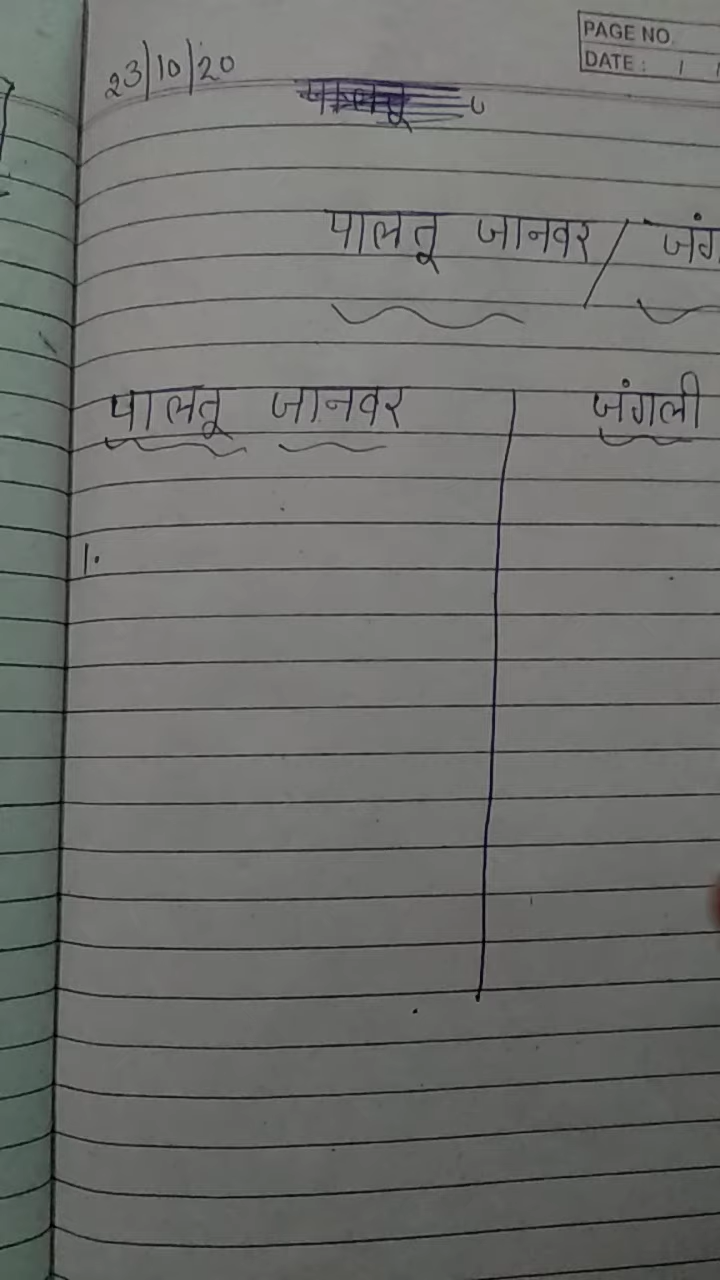 PAGE NO.
DATE : / /
23/10/20
पालतू जानवर / जंग
पालतू जानवर जंगली
1.